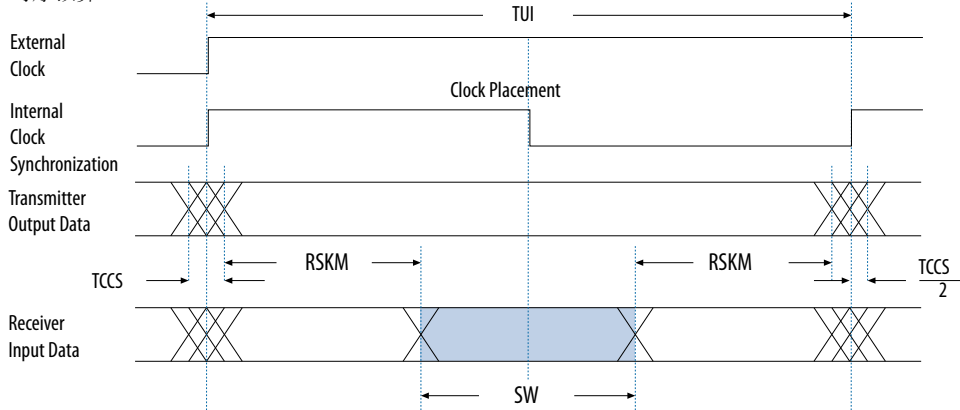 TUI
External
Clock
Clock Placement
Internal
Clock
Synchronization
Transmitter
Output Data
RSKM
RSKM
TCCS
TCCS
2
Receiver
Input Data
SW